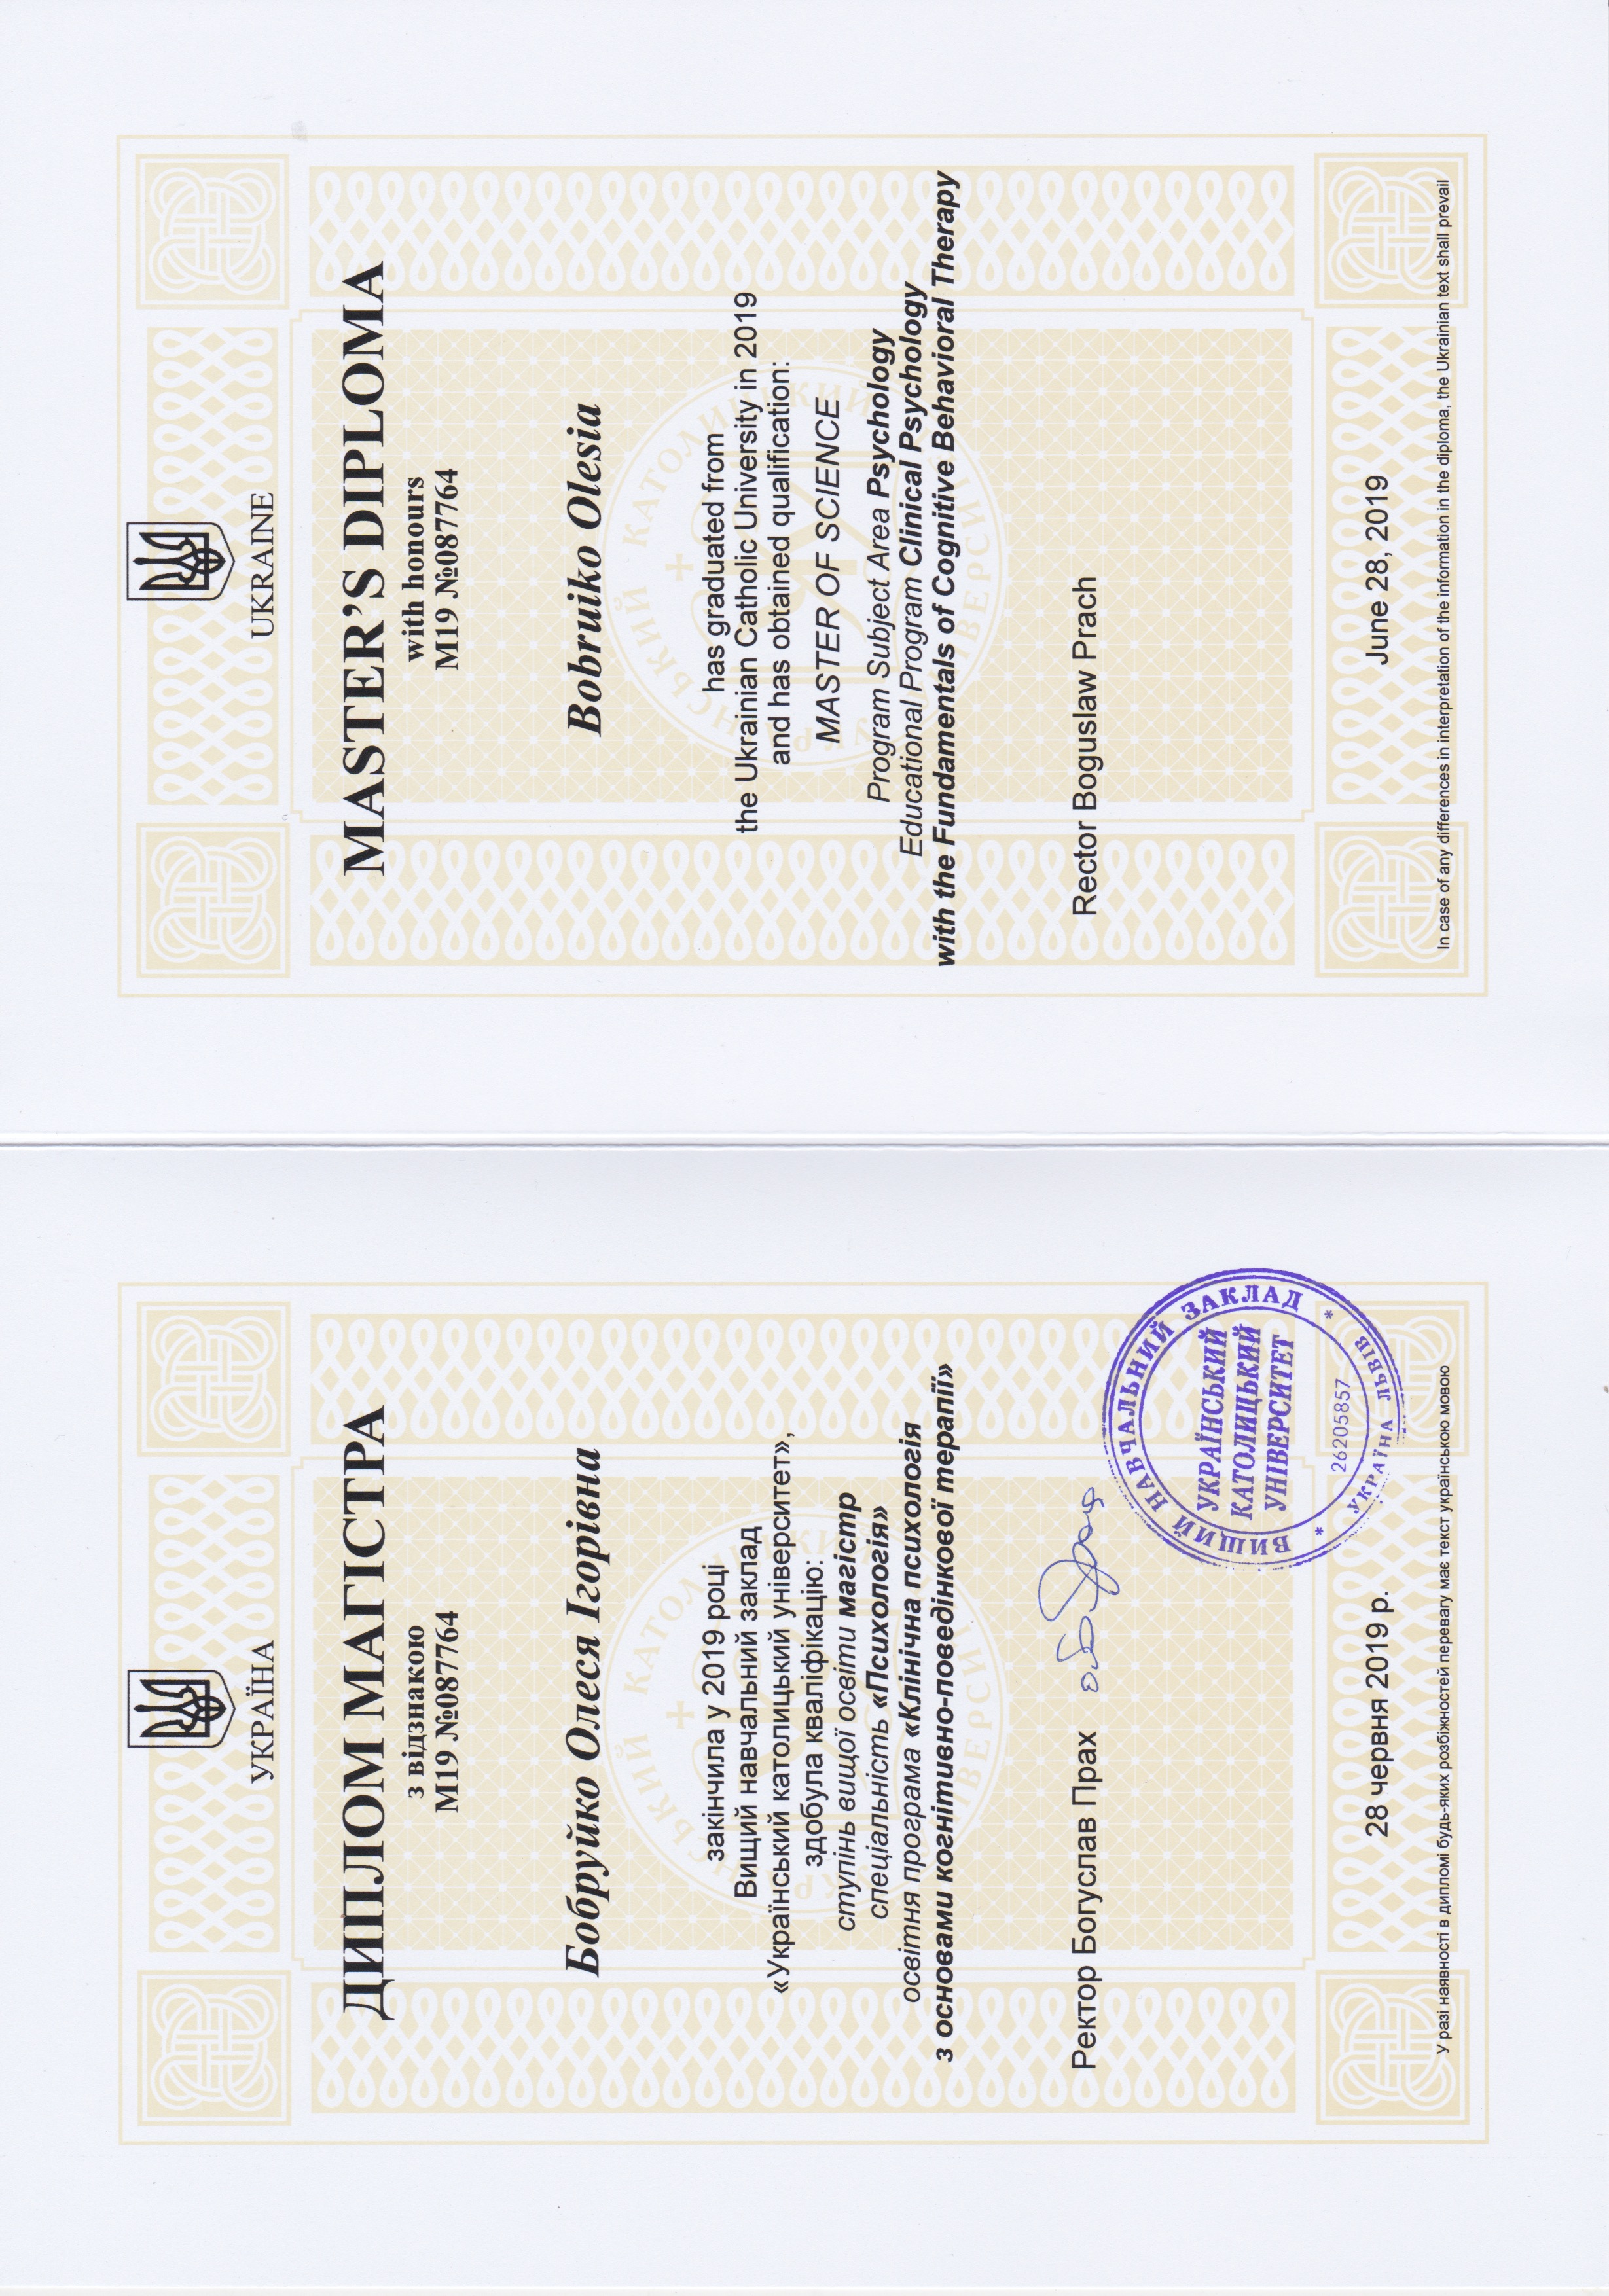 УКРАЇНА
ДИПЛОМ МАГІСТРА
з відзнакою
М19 №087764
Бобруйко Олеся Ігорівна
закінчила у 2019 році
Вищий навчальний заклад
«Український католицький університет»,
здобула кваліфікацію:
ступінь вищої освіти магістр
спеціальність «Психологія»
освітня програма «Клінічна психологія
з основами когнітивно-поведінкової терапії»
Ректор Богуслав Прах
ВИЩИЙ НАВЧАЛЬНИЙ ЗАКЛАД
УКРАЇНСЬКИЙ
КАТОЛИЦЬКИЙ
УНІВЕРСИТЕТ
26205857
* УКРАЇНА ЛЬВІВ *
28 червня 2019 р.
У разі наявності в дипломі будь-яких розбіжностей перевагу має текст українською мовою
UKRAINE
MASTER'S DIPLOMA
with honours
M19 №087764
Bobruiko Olesia
has graduated from
the Ukrainian Catholic University in 2019
and has obtained qualification:
MASTER OF SCIENCE
Program Subject Area Psychology
Educational Program Clinical Psychology
with the Fundamentals of Cognitive Behavioral Therapy
Rector Boguslaw Prach
June 28, 2019
In case of any differences in interpretation of the information in the diploma, the Ukrainian text shall prevail